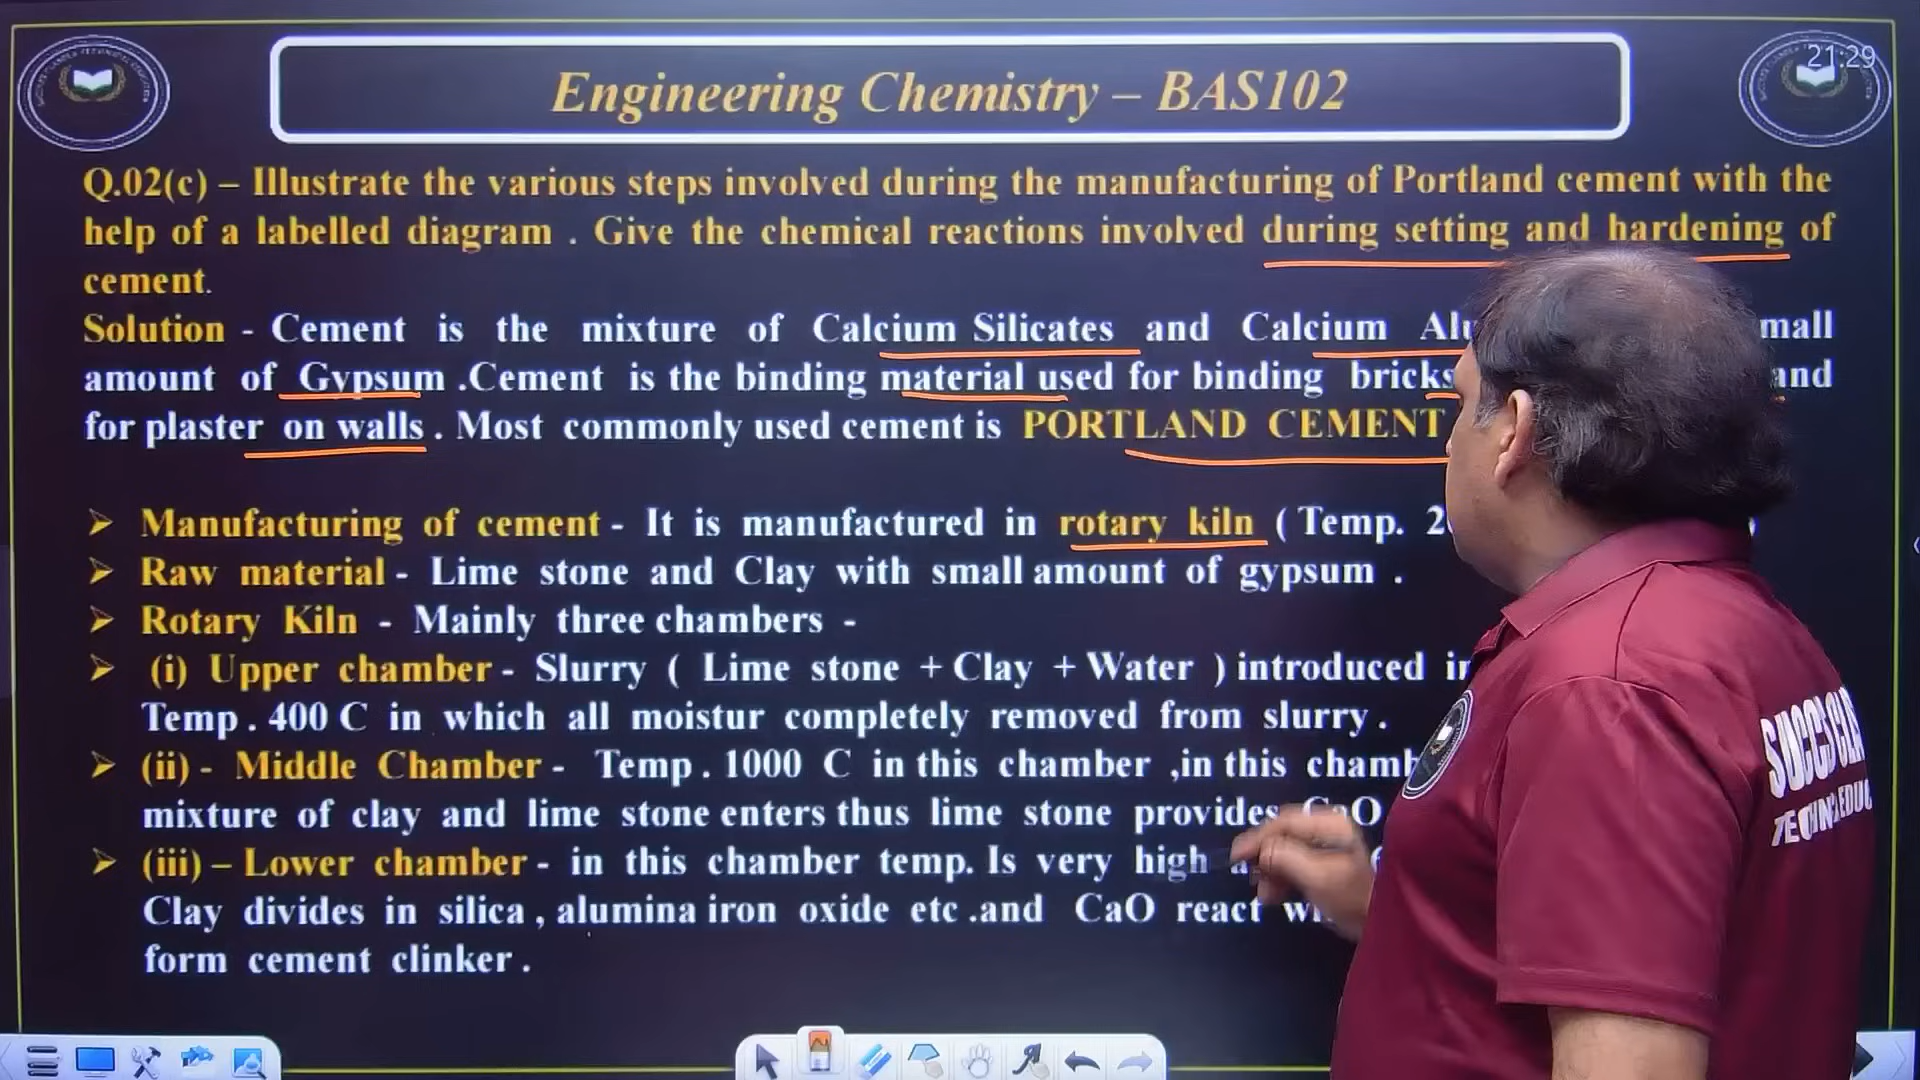 21:29
Engineering Chemistry – BAS102
Q.02(c) – Illustrate the various steps involved during the manufacturing of Portland cement with the
help of a labelled diagram . Give the chemical reactions involved during setting and hardening of
cement.
Solution - Cement is the mixture of Calcium Silicates and Calcium mall
amount of Gypsum .Cement is the binding material used for binding bricks and
for plaster on walls . Most commonly used cement is PORTLAND CEMENT
➢ Manufacturing of cement - It is manufactured in rotary kiln ( Temp.
➢ Raw material - Lime stone and Clay with small amount of gypsum .
➢ Rotary Kiln - Mainly three chambers -
➢ (i) Upper chamber - Slurry ( Lime stone + Clay + Water ) introduced
Temp . 400 C in which all moistur completely removed from slurry .
➢ (ii) - Middle Chamber - Temp . 1000 C in this chamber ,in this
mixture of clay and lime stone enters thus lime stone provides CaO
➢ (iii) – Lower chamber - in this chamber temp. Is very high
Clay divides in silica , alumina iron oxide etc .and CaO react
form cement clinker .